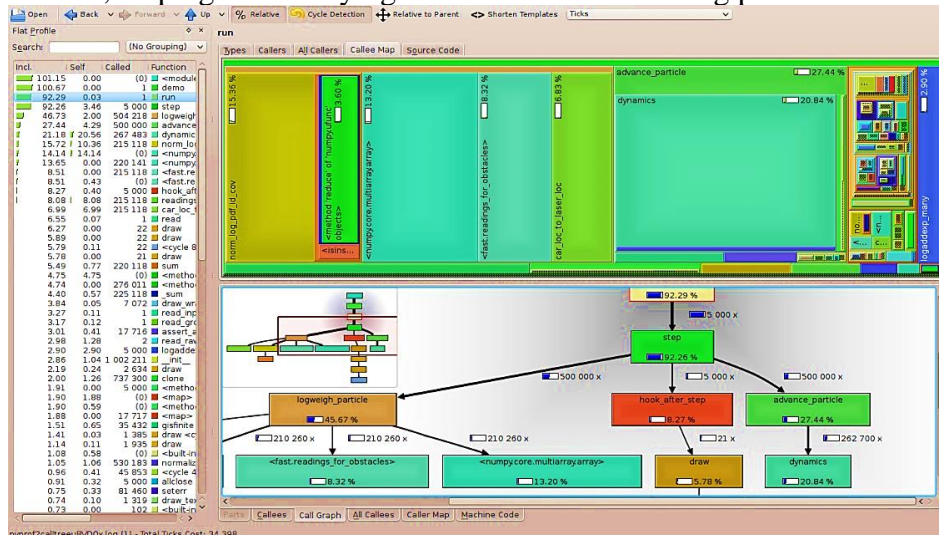 Open Back Forward Up % Relative Cycle Detection Relative to Parent <> Shorten Templates Ticks
Flat Profile
Search: (No Grouping)
Incl. Self Called Function
101.15 0.00 (0) <module
100.67 0.00 1 demo
92.29 0.03 1 run
92.26 3.46 5 000 step
46.73 2.00 504 218 logweigh
27.44 4.29 500 000 advance
21.18 20.56 267 483 dynamic
15.72 10.36 215 118 norm_log
14.14 14.14 (0) <numpy.
13.65 0.00 220 141 <numpy.
8.51 0.00 215 118 <fast.re
8.51 0.43 (0) <fast.re
8.27 0.40 5 000 hook_aft
8.08 8.08 215 118 readings
6.99 6.99 215 118 car_loc_t
6.55 0.07 1 read
6.27 0.00 22 draw
5.89 0.00 22 draw
5.79 0.11 22 <cycle 8
5.78 0.00 21 draw
5.49 0.77 220 118 sum
4.75 4.75 (0) <metho
4.74 0.00 276 011 <metho
4.40 5.57 225 118 _sum
3.84 0.05 7 072 draw_wr
3.27 0.11 1 read_inp
3.17 0.12 1 read_gro
3.01 0.41 17 716 assert_a
2.98 1.28 2 read_raw
2.90 2.90 5 000 logaddex
2.86 1.04 1 002 211 __init__
2.19 0.24 2 634 draw
2.00 1.26 737 300 clone
1.91 0.00 5 000 <metho
1.90 1.88 (0) <map>
1.90 0.59 (0) <metho
1.88 0.00 17 717 <map>
1.51 0.65 35 432 gisfinite
1.41 0.03 1 385 draw <c
1.14 0.11 1 935 draw
1.08 0.58 (0) <built-in
1.05 1.06 530 183 normaliz
0.96 0.41 45 853 <cycle 4
0.91 0.32 5 000 allclose
0.75 0.33 81 460 seterr
0.74 0.10 1 319 draw_tex
0.73 0.00 102 <built-in
run
Types Callers All Callers Callee Map Source Code
norm_log_pdf_id_cov 15.36 %
<method 'reduce' of 'numpy.ufunc' objects> 3.60 %
<isins...
<numpy.core.multiarray.array> 13.20 %
<fast.readings_for_obstacles> 8.32 %
car_loc_to_laser_loc 6.83 %
advance_particle 27.44 %
dynamics 20.84 %
no...
<... c...
logaddexp_many 2.90 %
92.29 %
5 000 x
step
92.26 %
500 000 x 5 000 x 500 000 x
logweigh_particle hook_after_step advance_particle
45.67 % 8.27 % 27.44 %
210 260 x 210 260 x 210 260 x 21 x 262 700 x
<fast.readings_for_obstacles> <numpy.core.multiarray.array> draw dynamics
8.32 % 13.20 % 5.78 % 20.84 %
Parts Callees Call Graph All Callees Caller Map Machine Code
Total Ticks Cost: 34 398